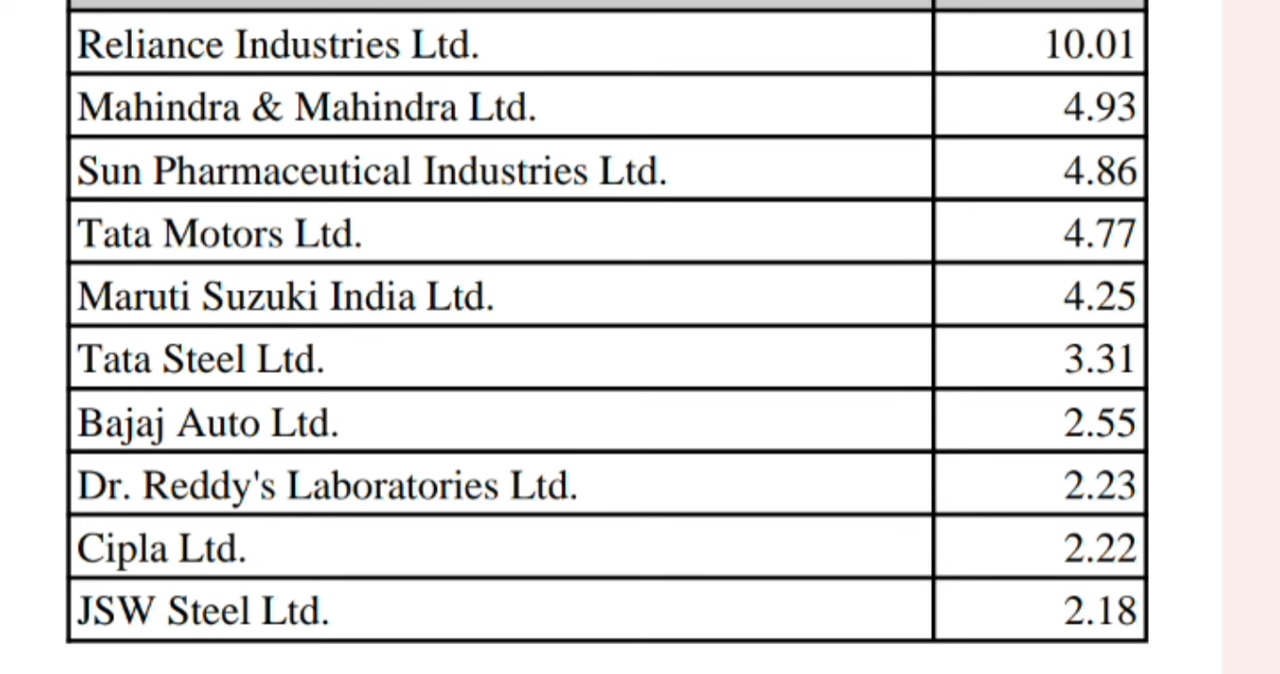 Reliance Industries Ltd. 10.01
Mahindra & Mahindra Ltd. 4.93
Sun Pharmaceutical Industries Ltd. 4.86
Tata Motors Ltd. 4.77
Maruti Suzuki India Ltd. 4.25
Tata Steel Ltd. 3.31
Bajaj Auto Ltd. 2.55
Dr. Reddy's Laboratories Ltd. 2.23
Cipla Ltd. 2.22
JSW Steel Ltd. 2.18